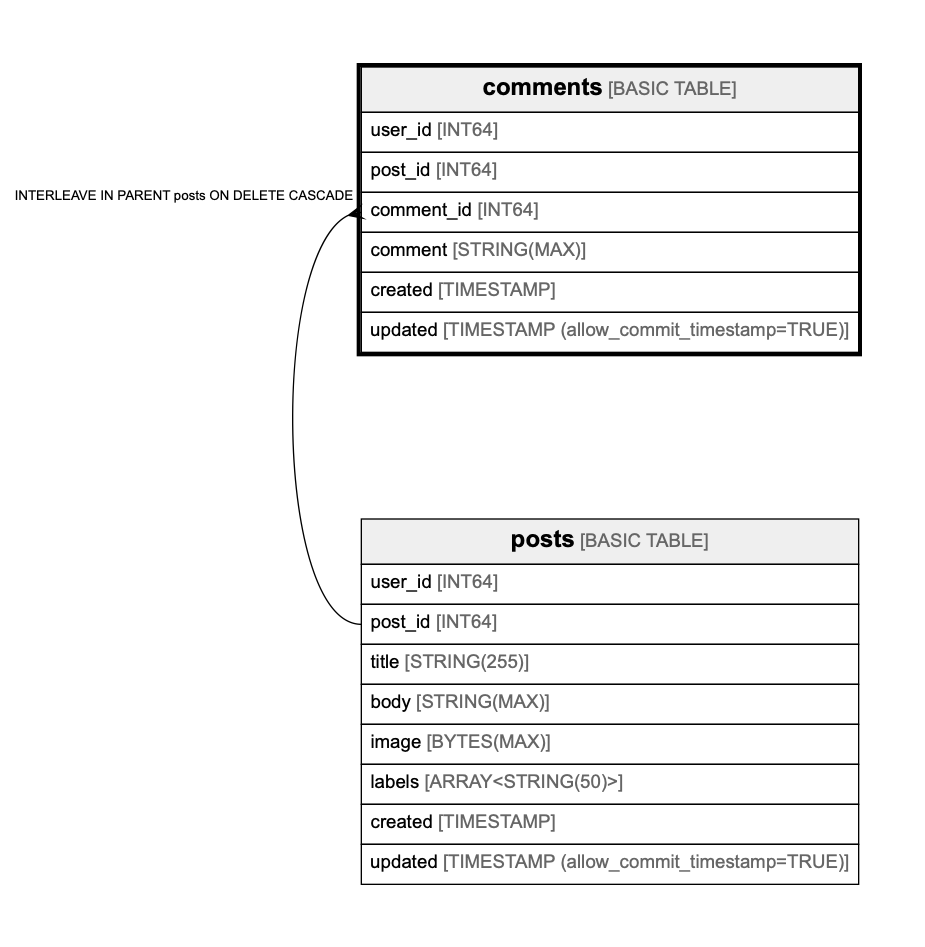 comments [BASIC TABLE]
user_id [INT64]
post_id [INT64]
INTERLEAVE IN PARENT posts ON DELETE CASCADE
comment_id [INT64]
comment [STRING(MAX)]
created [TIMESTAMP]
updated [TIMESTAMP (allow_commit_timestamp=TRUE)]
posts [BASIC TABLE]
user_id [INT64]
post_id [INT64]
title [STRING(255)]
body [STRING(MAX)]
image [BYTES(MAX)]
labels [ARRAY<STRING(50)>]
created [TIMESTAMP]
updated [TIMESTAMP (allow_commit_timestamp=TRUE)]